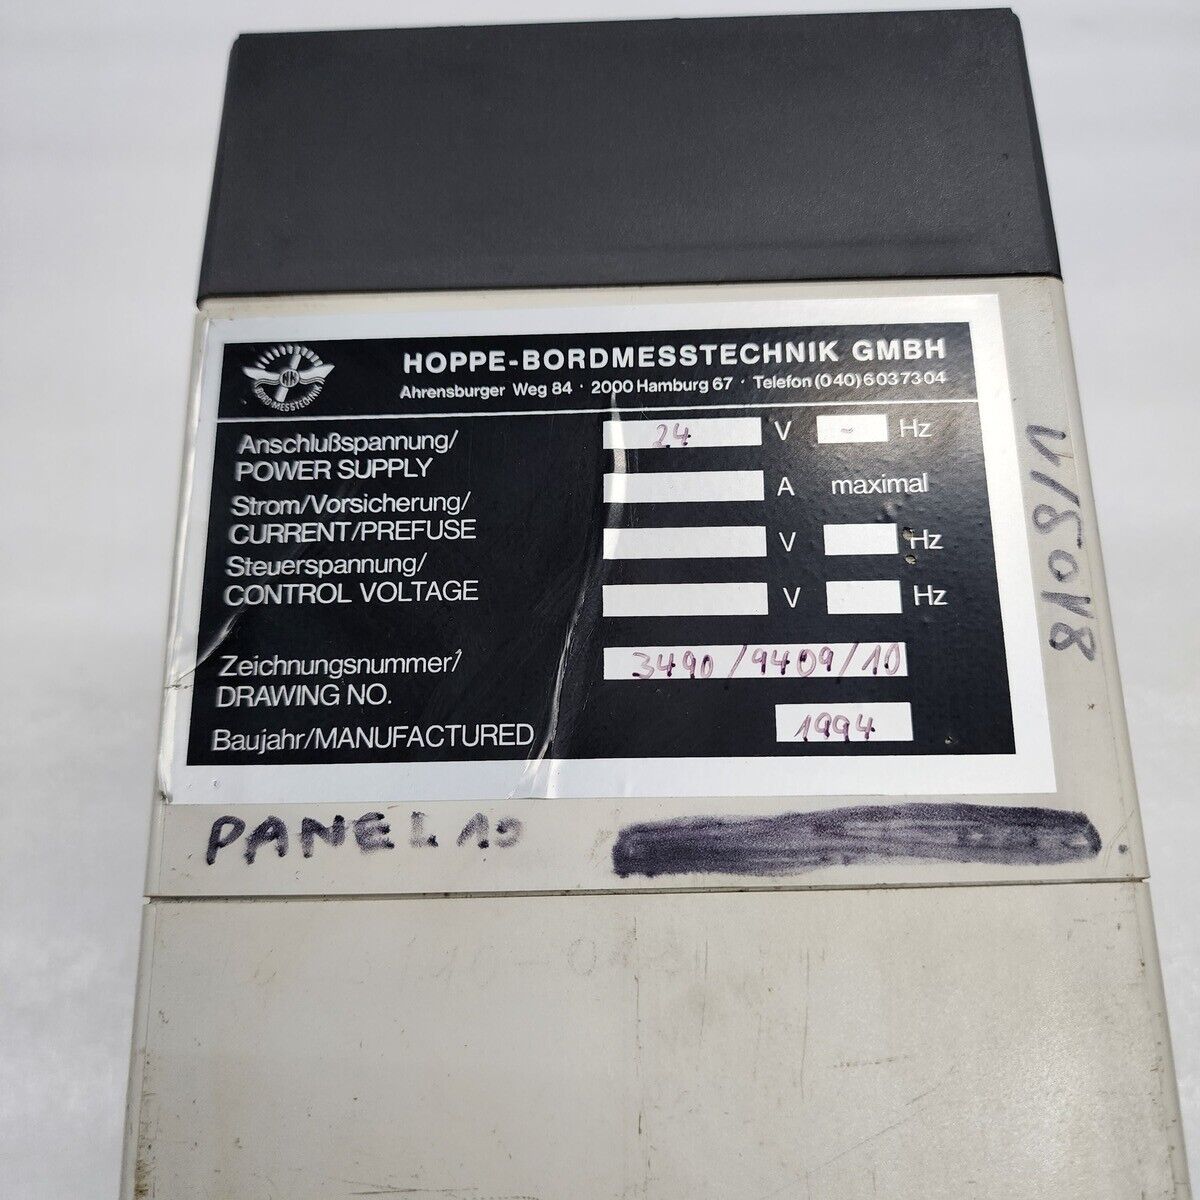 HOPPE-BORDMESSTECHNIK GMBH
Ahrensburger Weg 84 · 2000 Hamburg 67 · Telefon (040) 6037304
BORDMESSTECHNIK
Anschlußspannung/
POWER SUPPLY
24 V - Hz
Strom/Vorsicherung/
CURRENT/PREFUSE
A maximal
Steuerspannung/
CONTROL VOLTAGE
V Hz
V Hz
Zeichnungsnummer/
DRAWING NO.
3490/9409/10
Baujahr/MANUFACTURED
1994
PANEL 10